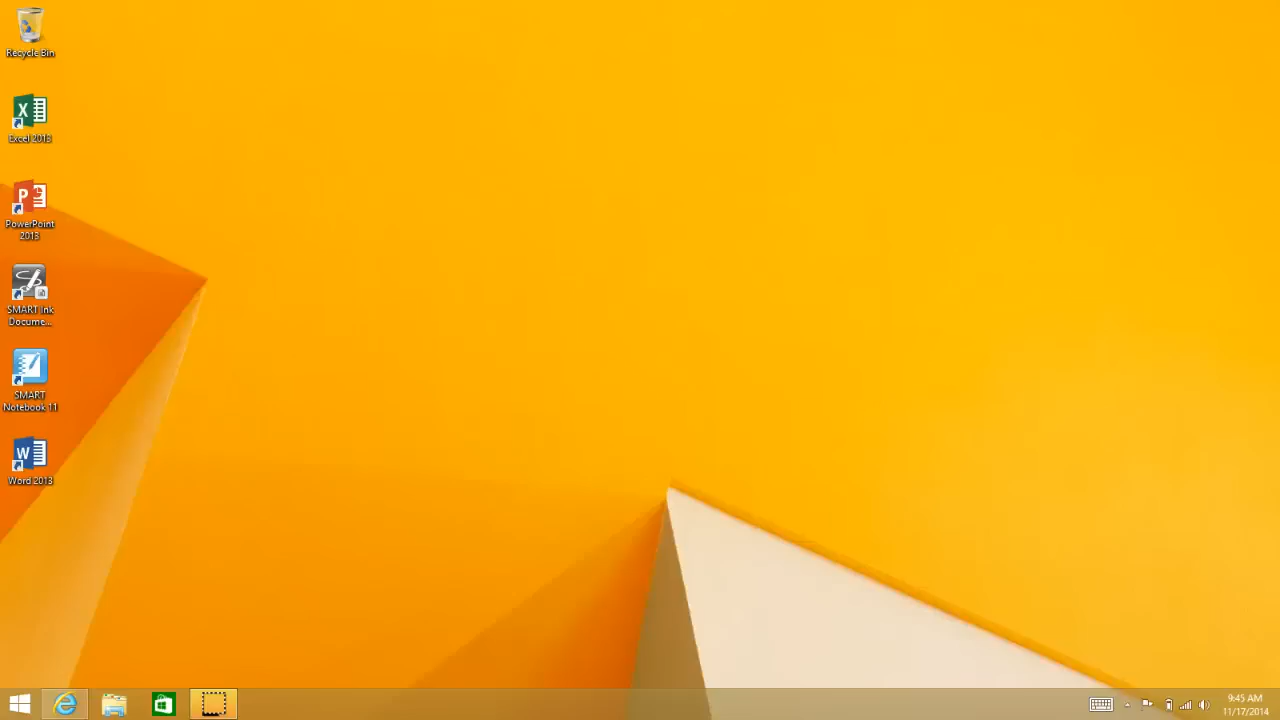 Recycle Bin
Excel 2013
PowerPoint
2013
SMART Ink
Docume...
SMART
Notebook 11
Word 2013
9:45 AM
11/17/2014